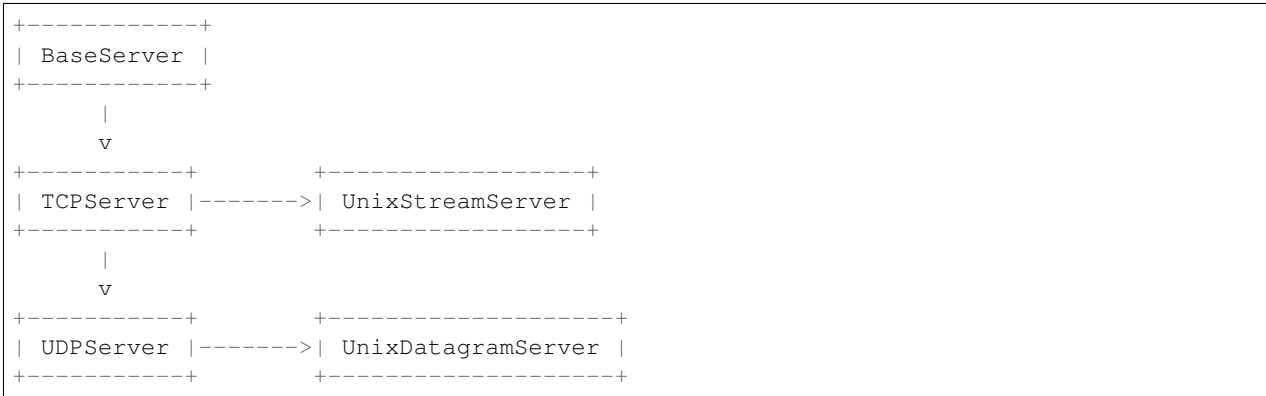 +------------+
| BaseServer |
+------------+
      |
      v
+-----------+        +------------------+
| TCPServer |------->| UnixStreamServer |
+-----------+        +------------------+
      |
      v
+-----------+        +--------------------+
| UDPServer |------->| UnixDatagramServer |
+-----------+        +--------------------+